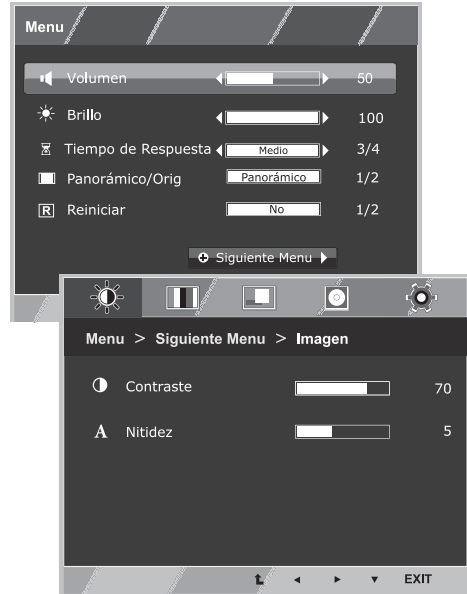 Menu
Volumen 50
Brillo 100
Tiempo de Respuesta Medio 3/4
Panorámico/Orig Panorámico 1/2
R Reiniciar No 1/2
Siguiente Menu
Menu > Siguiente Menu > Imagen
Contraste 70
A Nitidez 5
EXIT